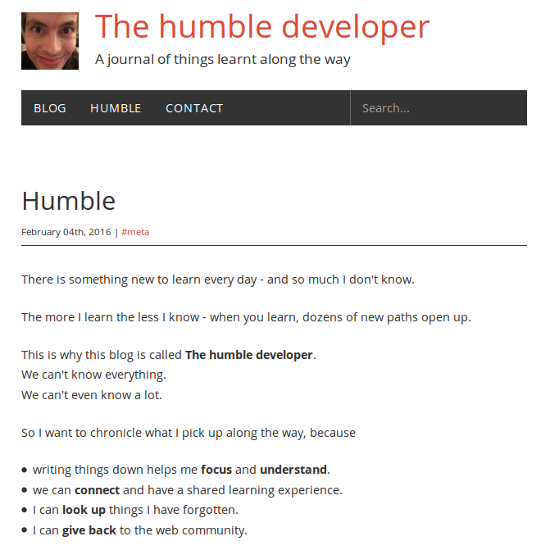 The humble developer
A journal of things learnt along the way
BLOG HUMBLE CONTACT Search...
Humble
February 04th, 2016 | #meta
There is something new to learn every day - and so much I don't know.
The more I learn the less I know - when you learn, dozens of new paths open up.
This is why this blog is called The humble developer.
We can't know everything.
We can't even know a lot.
So I want to chronicle what I pick up along the way, because
● writing things down helps me focus and understand.
● we can connect and have a shared learning experience.
● I can look up things I have forgotten.
● I can give back to the web community.